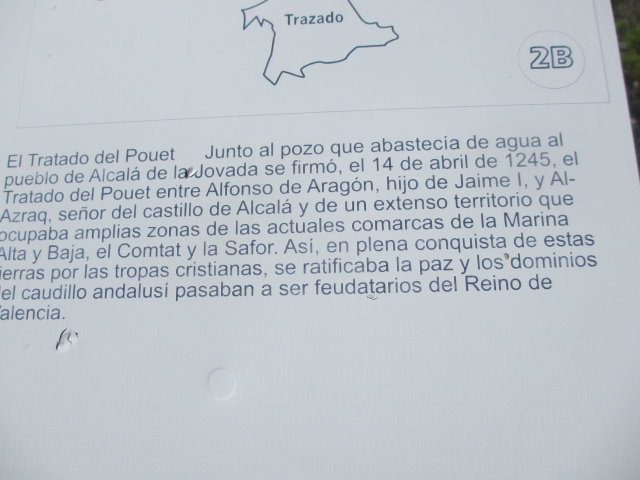 Trazado
2B
El Tratado del Pouet Junto al pozo que abastecía de agua al
pueblo de Alcalá de la Jovada se firmó, el 14 de abril de 1245, el
Tratado del Pouet entre Alfonso de Aragón, hijo de Jaime I, y Al-
Azraq, señor del castillo de Alcalá y de un extenso territorio que
ocupaba amplias zonas de las actuales comarcas de la Marina
Alta y Baja, el Comtat y la Safor. Así, en plena conquista de estas
ierras por las tropas cristianas, se ratificaba la paz y los dominios
el caudillo andalusí pasaban a ser feudatarios del Reino de
alencia.